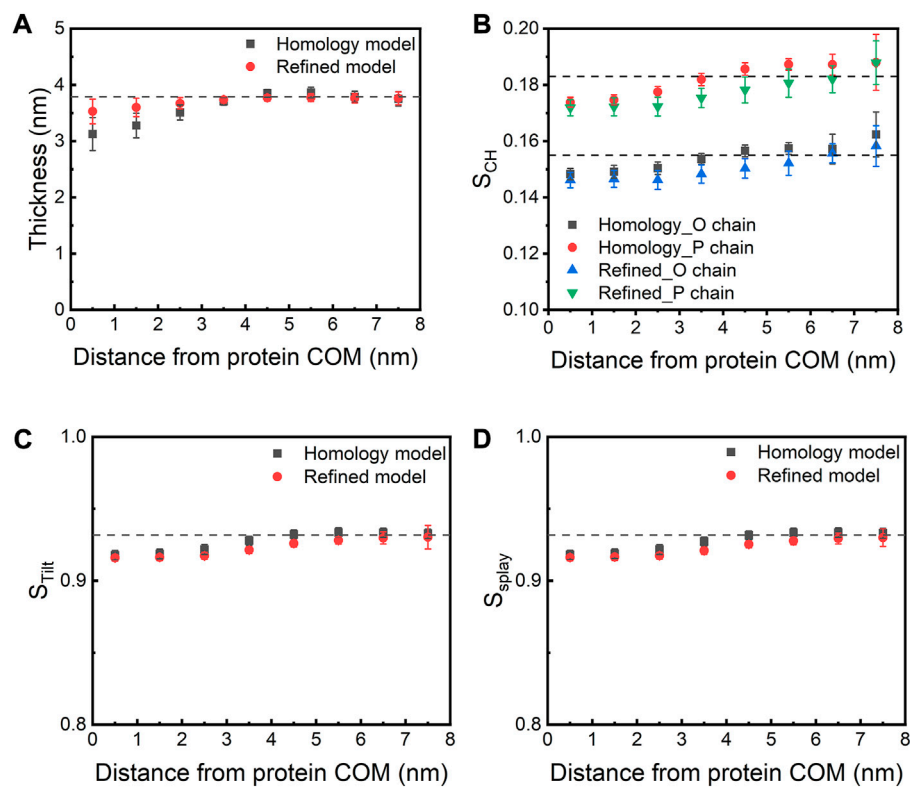 A
Homology model
Refined model
Thickness (nm)
5
4
3
2
1
0
0 1 2 3 4 5 6 7 8
Distance from protein COM (nm)
B
S_CH
0.20
0.18
0.16
0.14
0.12
0.10
Homology_O chain
Homology_P chain
Refined_O chain
Refined_P chain
0 1 2 3 4 5 6 7 8
Distance from protein COM (nm)
C
Homology model
Refined model
S_Tilt
1.0
0.9
0.8
0 1 2 3 4 5 6 7 8
Distance from protein COM (nm)
D
Homology model
Refined model
S_splay
1.0
0.9
0.8
0 1 2 3 4 5 6 7 8
Distance from protein COM (nm)